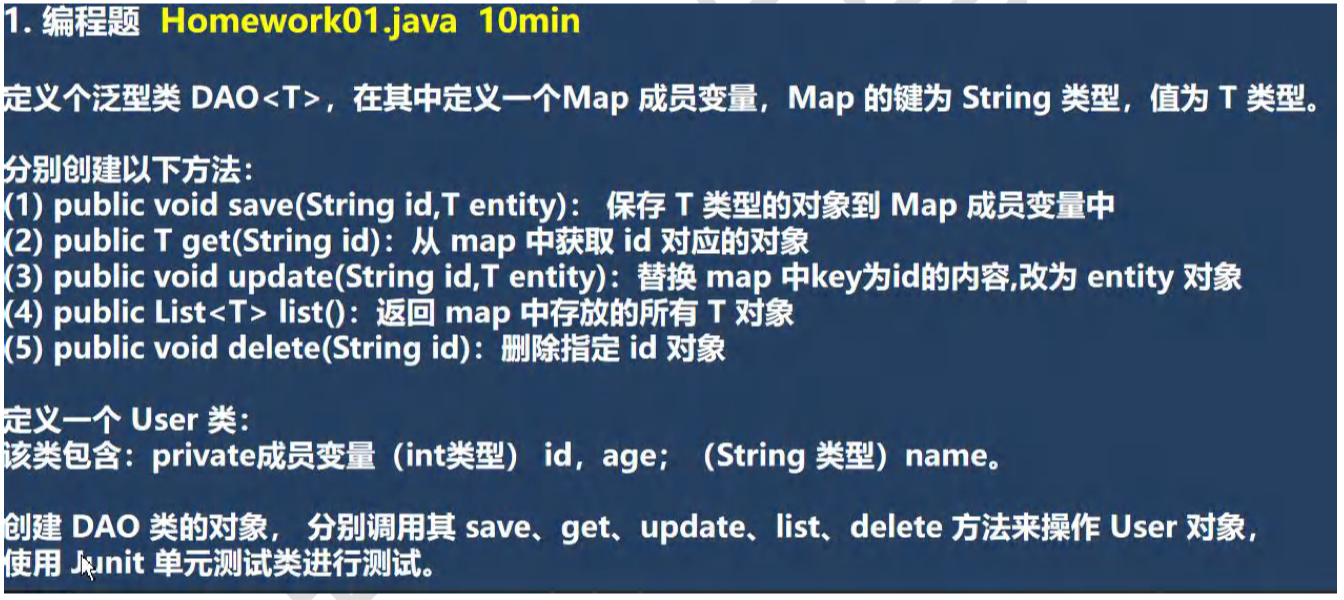 1. 编程题 Homework01.java 10min
定义个泛型类 DAO<T>，在其中定义一个Map 成员变量，Map 的键为 String 类型，值为 T 类型。
分别创建以下方法：
(1) public void save(String id,T entity)： 保存 T 类型的对象到 Map 成员变量中
(2) public T get(String id)：从 map 中获取 id 对应的对象
(3) public void update(String id,T entity)：替换 map 中key为id的内容,改为 entity 对象
(4) public List<T> list()：返回 map 中存放的所有 T 对象
(5) public void delete(String id)：删除指定 id 对象
定义一个 User 类：
该类包含：private成员变量（int类型） id，age；（String 类型）name。
创建 DAO 类的对象， 分别调用其 save、get、update、list、delete 方法来操作 User 对象，
使用 Junit 单元测试类进行测试。